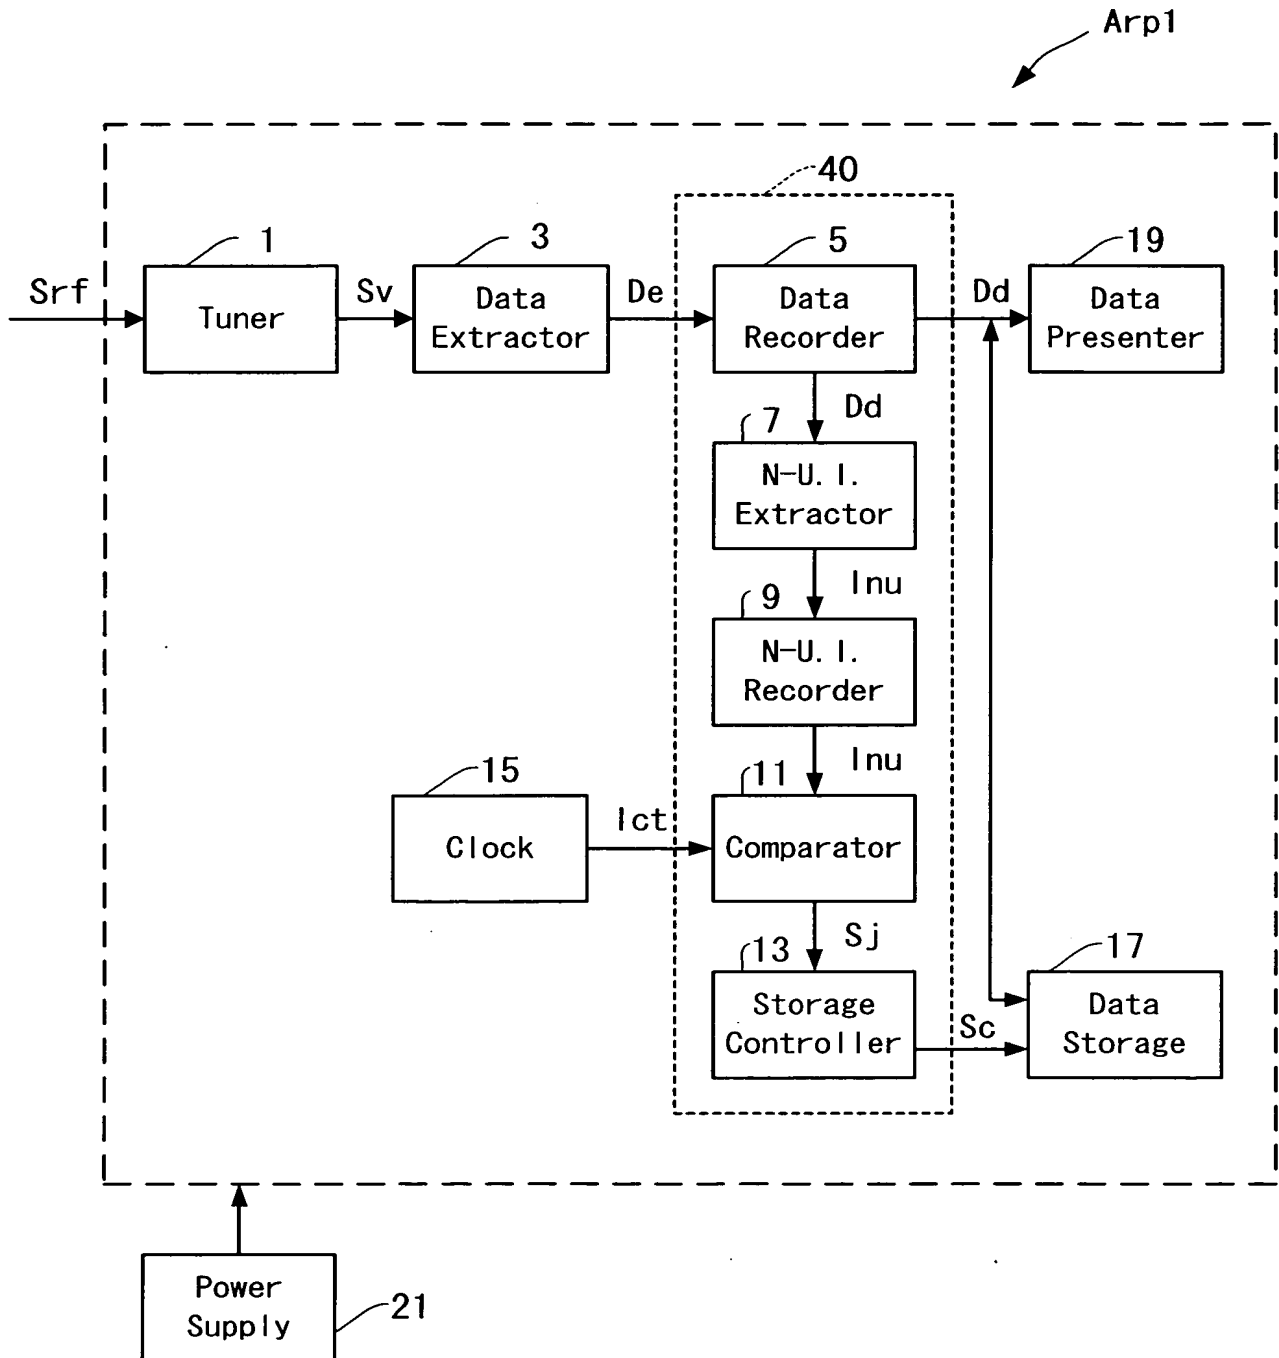 Arp1
40
1
3
5
19
Srf
Tuner
Sv
Data
Extractor
De
Data
Recorder
Dd
Data
Presenter
Dd
7
N-U.I.
Extractor
Inu
9
N-U.I.
Recorder
Inu
15
11
Clock
Ict
Comparator
Sj
13
17
Storage
Controller
Sc
Data
Storage
Power
Supply
21